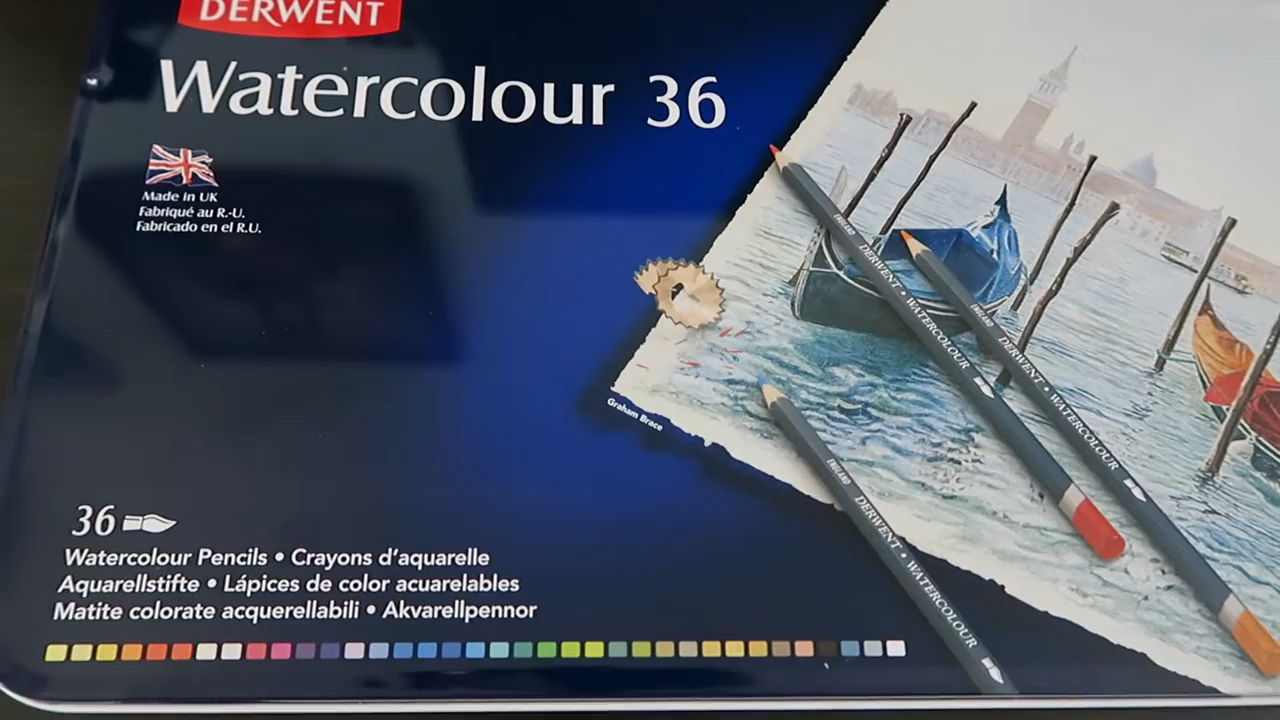 DERWENT
Watercolour 36
Made in UK
Fabriqué au R.-U.
Fabricado en el R.U.
Graham Brace
ENGLAND DERWENT • WATERCOLOUR
ENGLAND DERWENT • WATERCOLOUR
ENGLAND DERWENT • WATERCOLOUR
36
Watercolour Pencils • Crayons d'aquarelle
Aquarellstifte • Lápices de color acuarelables
Matite colorate acquerellabili • Akvarellpennor